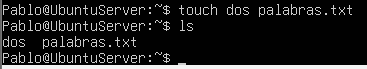 Pablo@UbuntuServer:~$ touch dos palabras.txt
Pablo@UbuntuServer:~$ ls
dos  palabras.txt
Pablo@UbuntuServer:~$